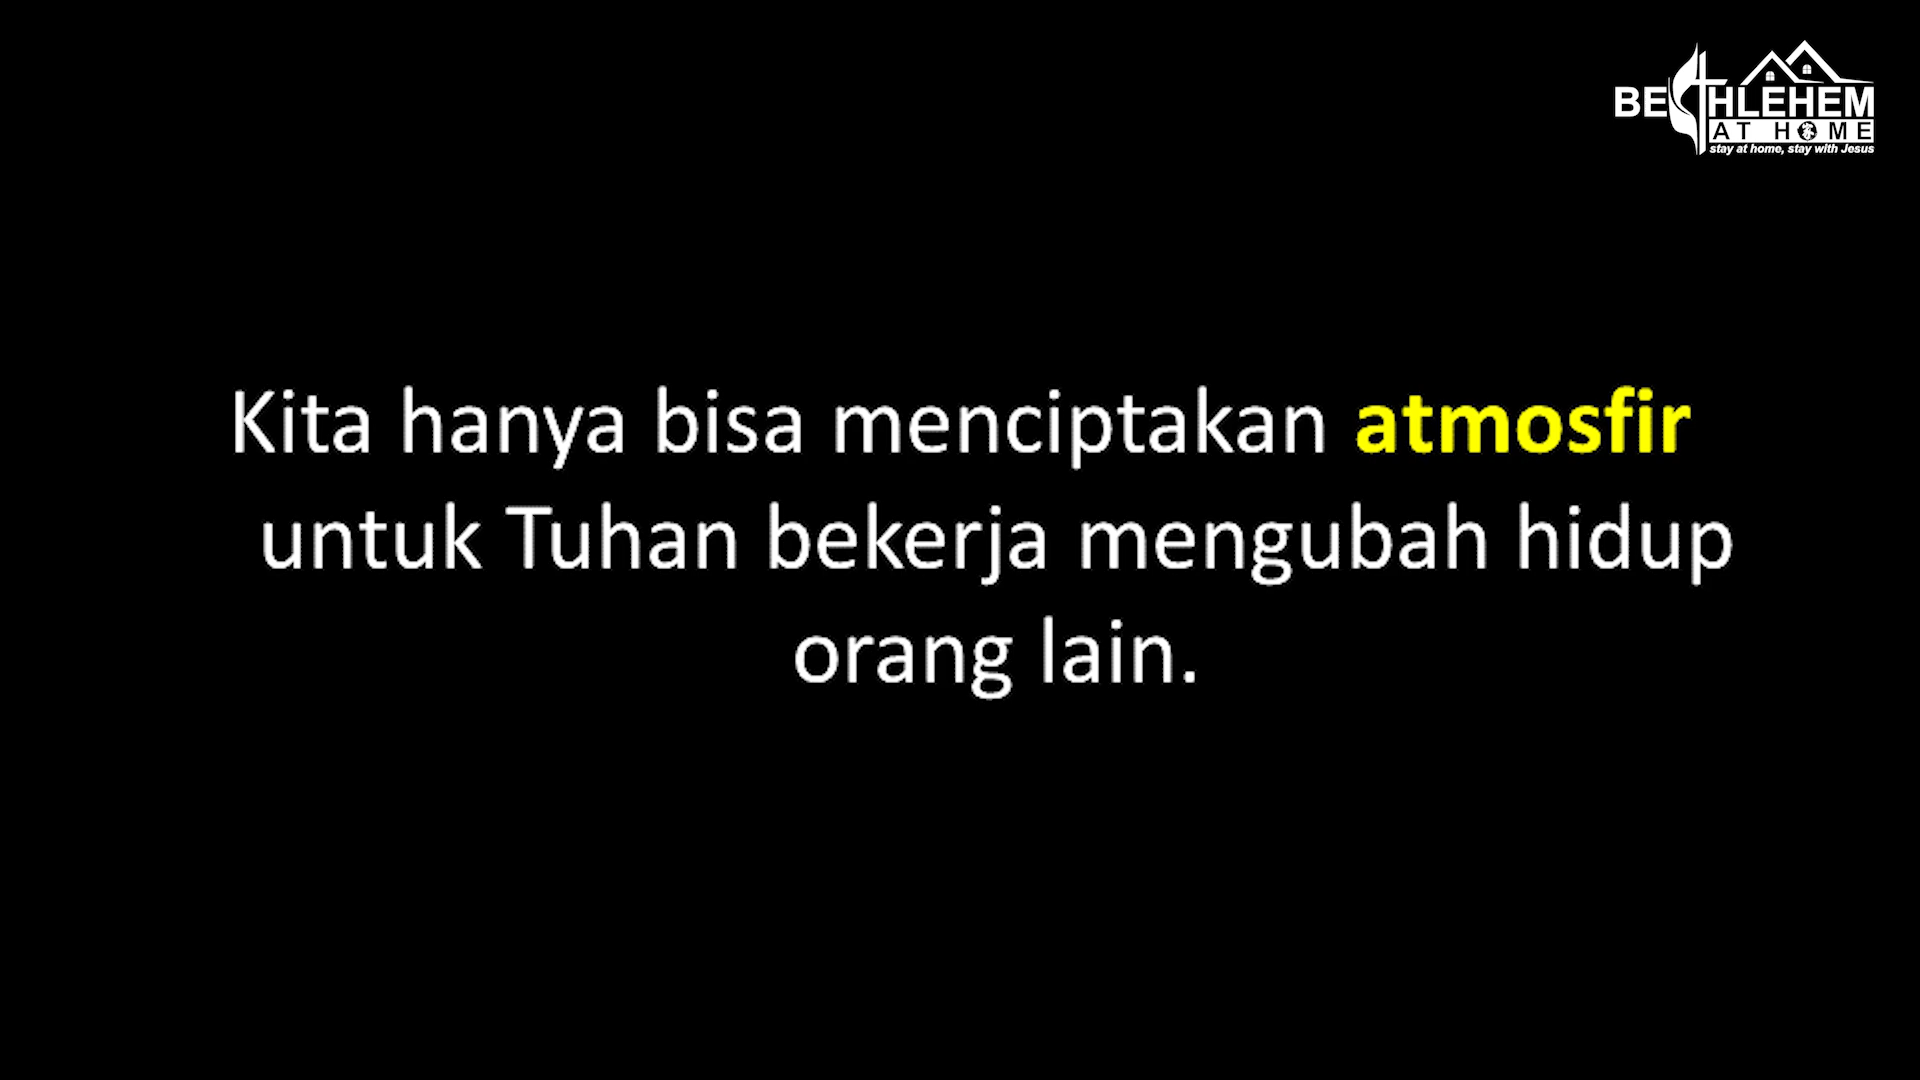 BETHLEHEM
AT HOME
stay at home, stay with Jesus
Kita hanya bisa menciptakan atmosfir
untuk Tuhan bekerja mengubah hidup
orang lain.